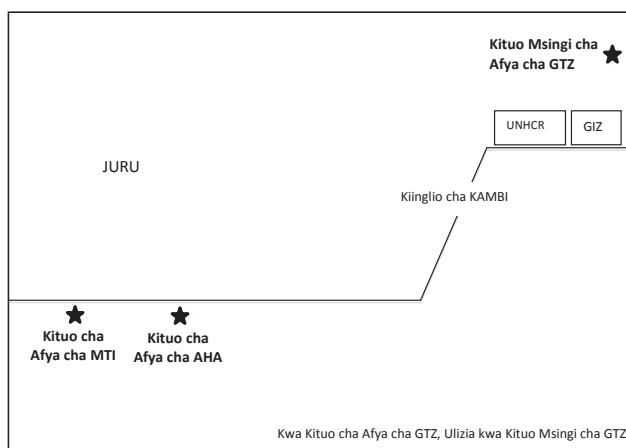 Kituo Msingi cha
Afya cha GTZ
UNHCR
GIZ
JURU
Kiinglio cha KAMBI
Kituo cha
Afya cha MTI
Kituo cha
Afya cha AHA
Kwa Kituo cha Afya cha GTZ, Ulizia kwa Kituo Msingi cha GTZ